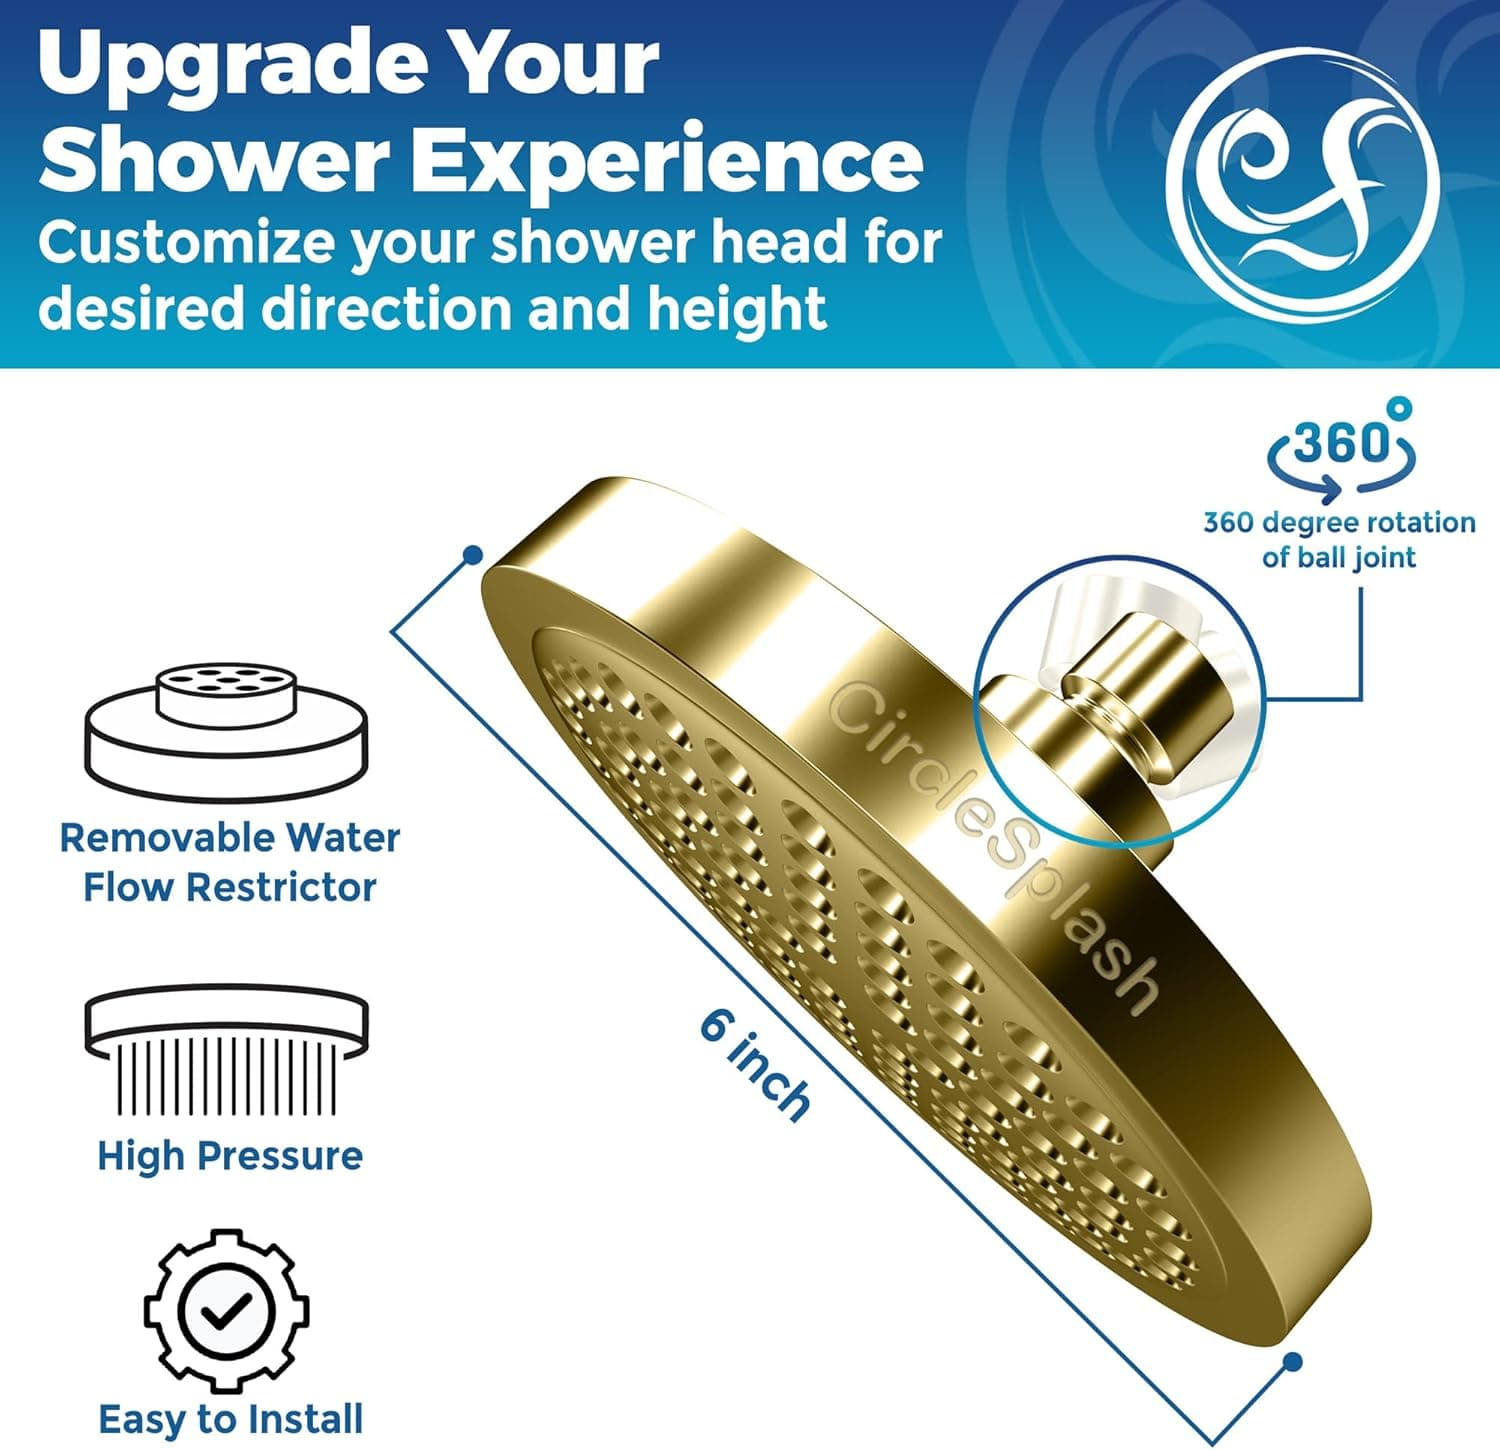 Upgrade Your
Shower Experience
Customize your shower head for
desired direction and height
360°
360 degree rotation
of ball joint
CircleSplash
Removable Water
Flow Restrictor
6 inch
High Pressure
Easy to Install